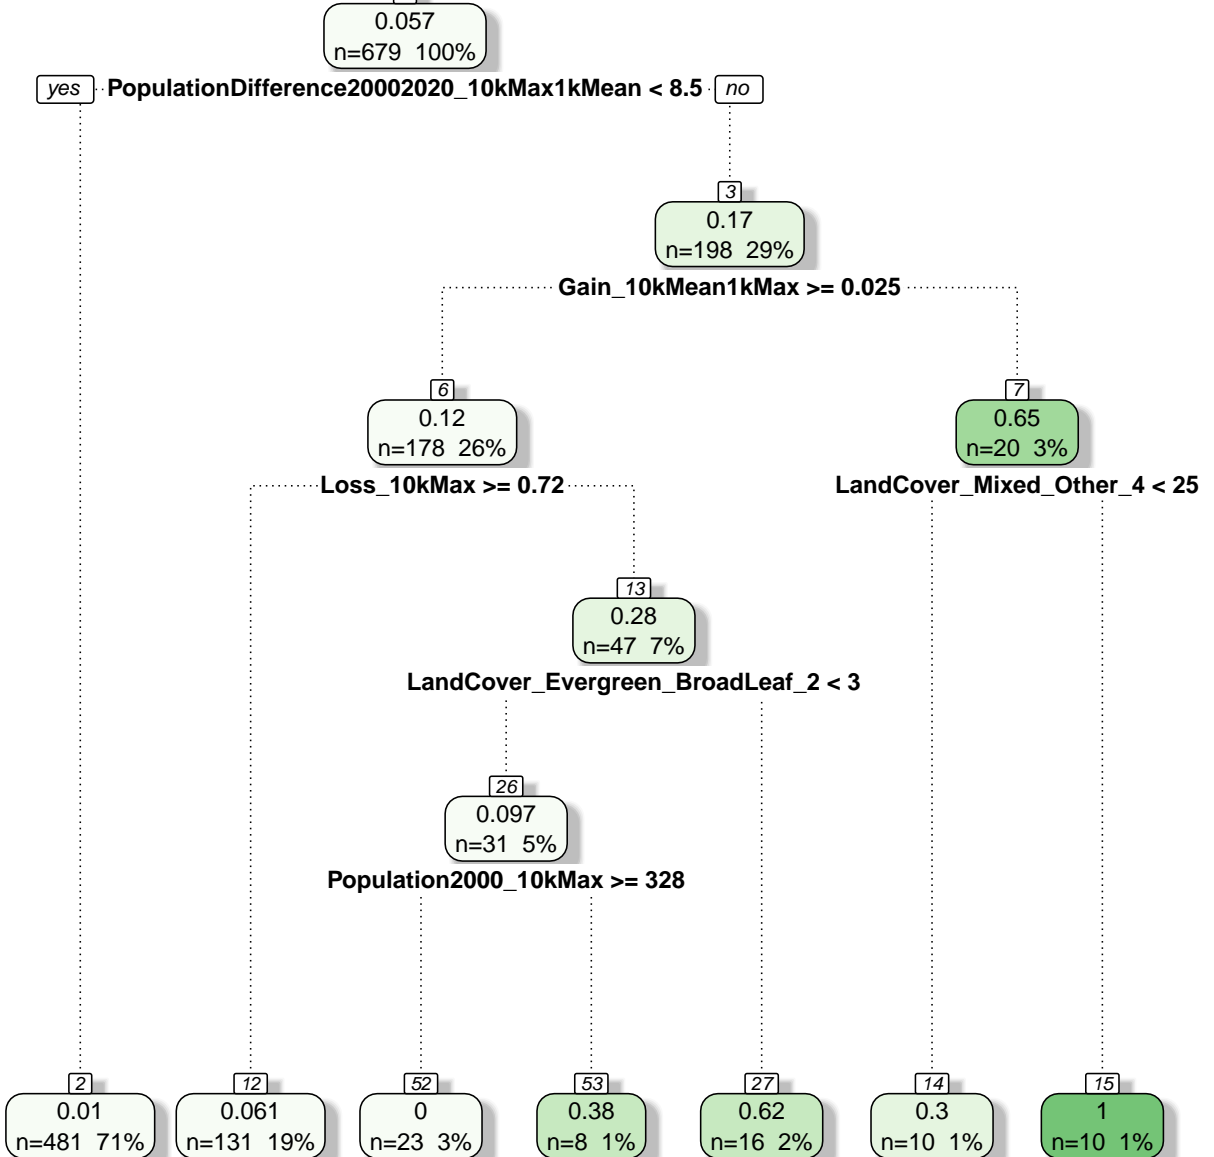 0.057
n=679 100%
yes PopulationDifference20002020_10kMax1kMean < 8.5 no
3
0.17
n=198 29%
Gain_10kMean1kMax >= 0.025
6 7
0.12 0.65
n=178 26% n=20 3%
Loss_10kMax >= 0.72 LandCover_Mixed_Other_4 < 25
13
0.28
n=47 7%
LandCover_Evergreen_BroadLeaf_2 < 3
26
0.097
n=31 5%
Population2000_10kMax >= 328
2 12 52 53 27 14 15
0.01 0.061 0 0.38 0.62 0.3 1
n=481 71% n=131 19% n=23 3% n=8 1% n=16 2% n=10 1% n=10 1%